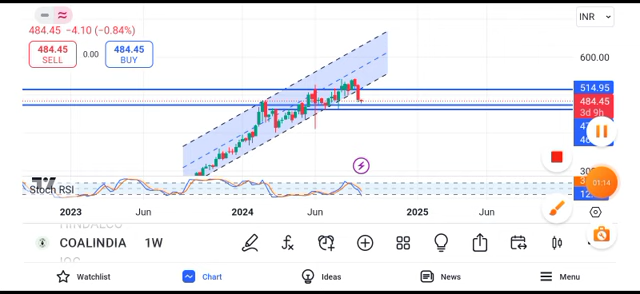 INR
484.45 −4.10 (−0.84%)
484.45
SELL
0.00
484.45
BUY
600.00
514.95
484.45
3d 9h
Stoch RSI
01:14
2023
Jun
2024
Jun
2025
Jun
COALINDIA
1W
Watchlist
Chart
Ideas
News
Menu